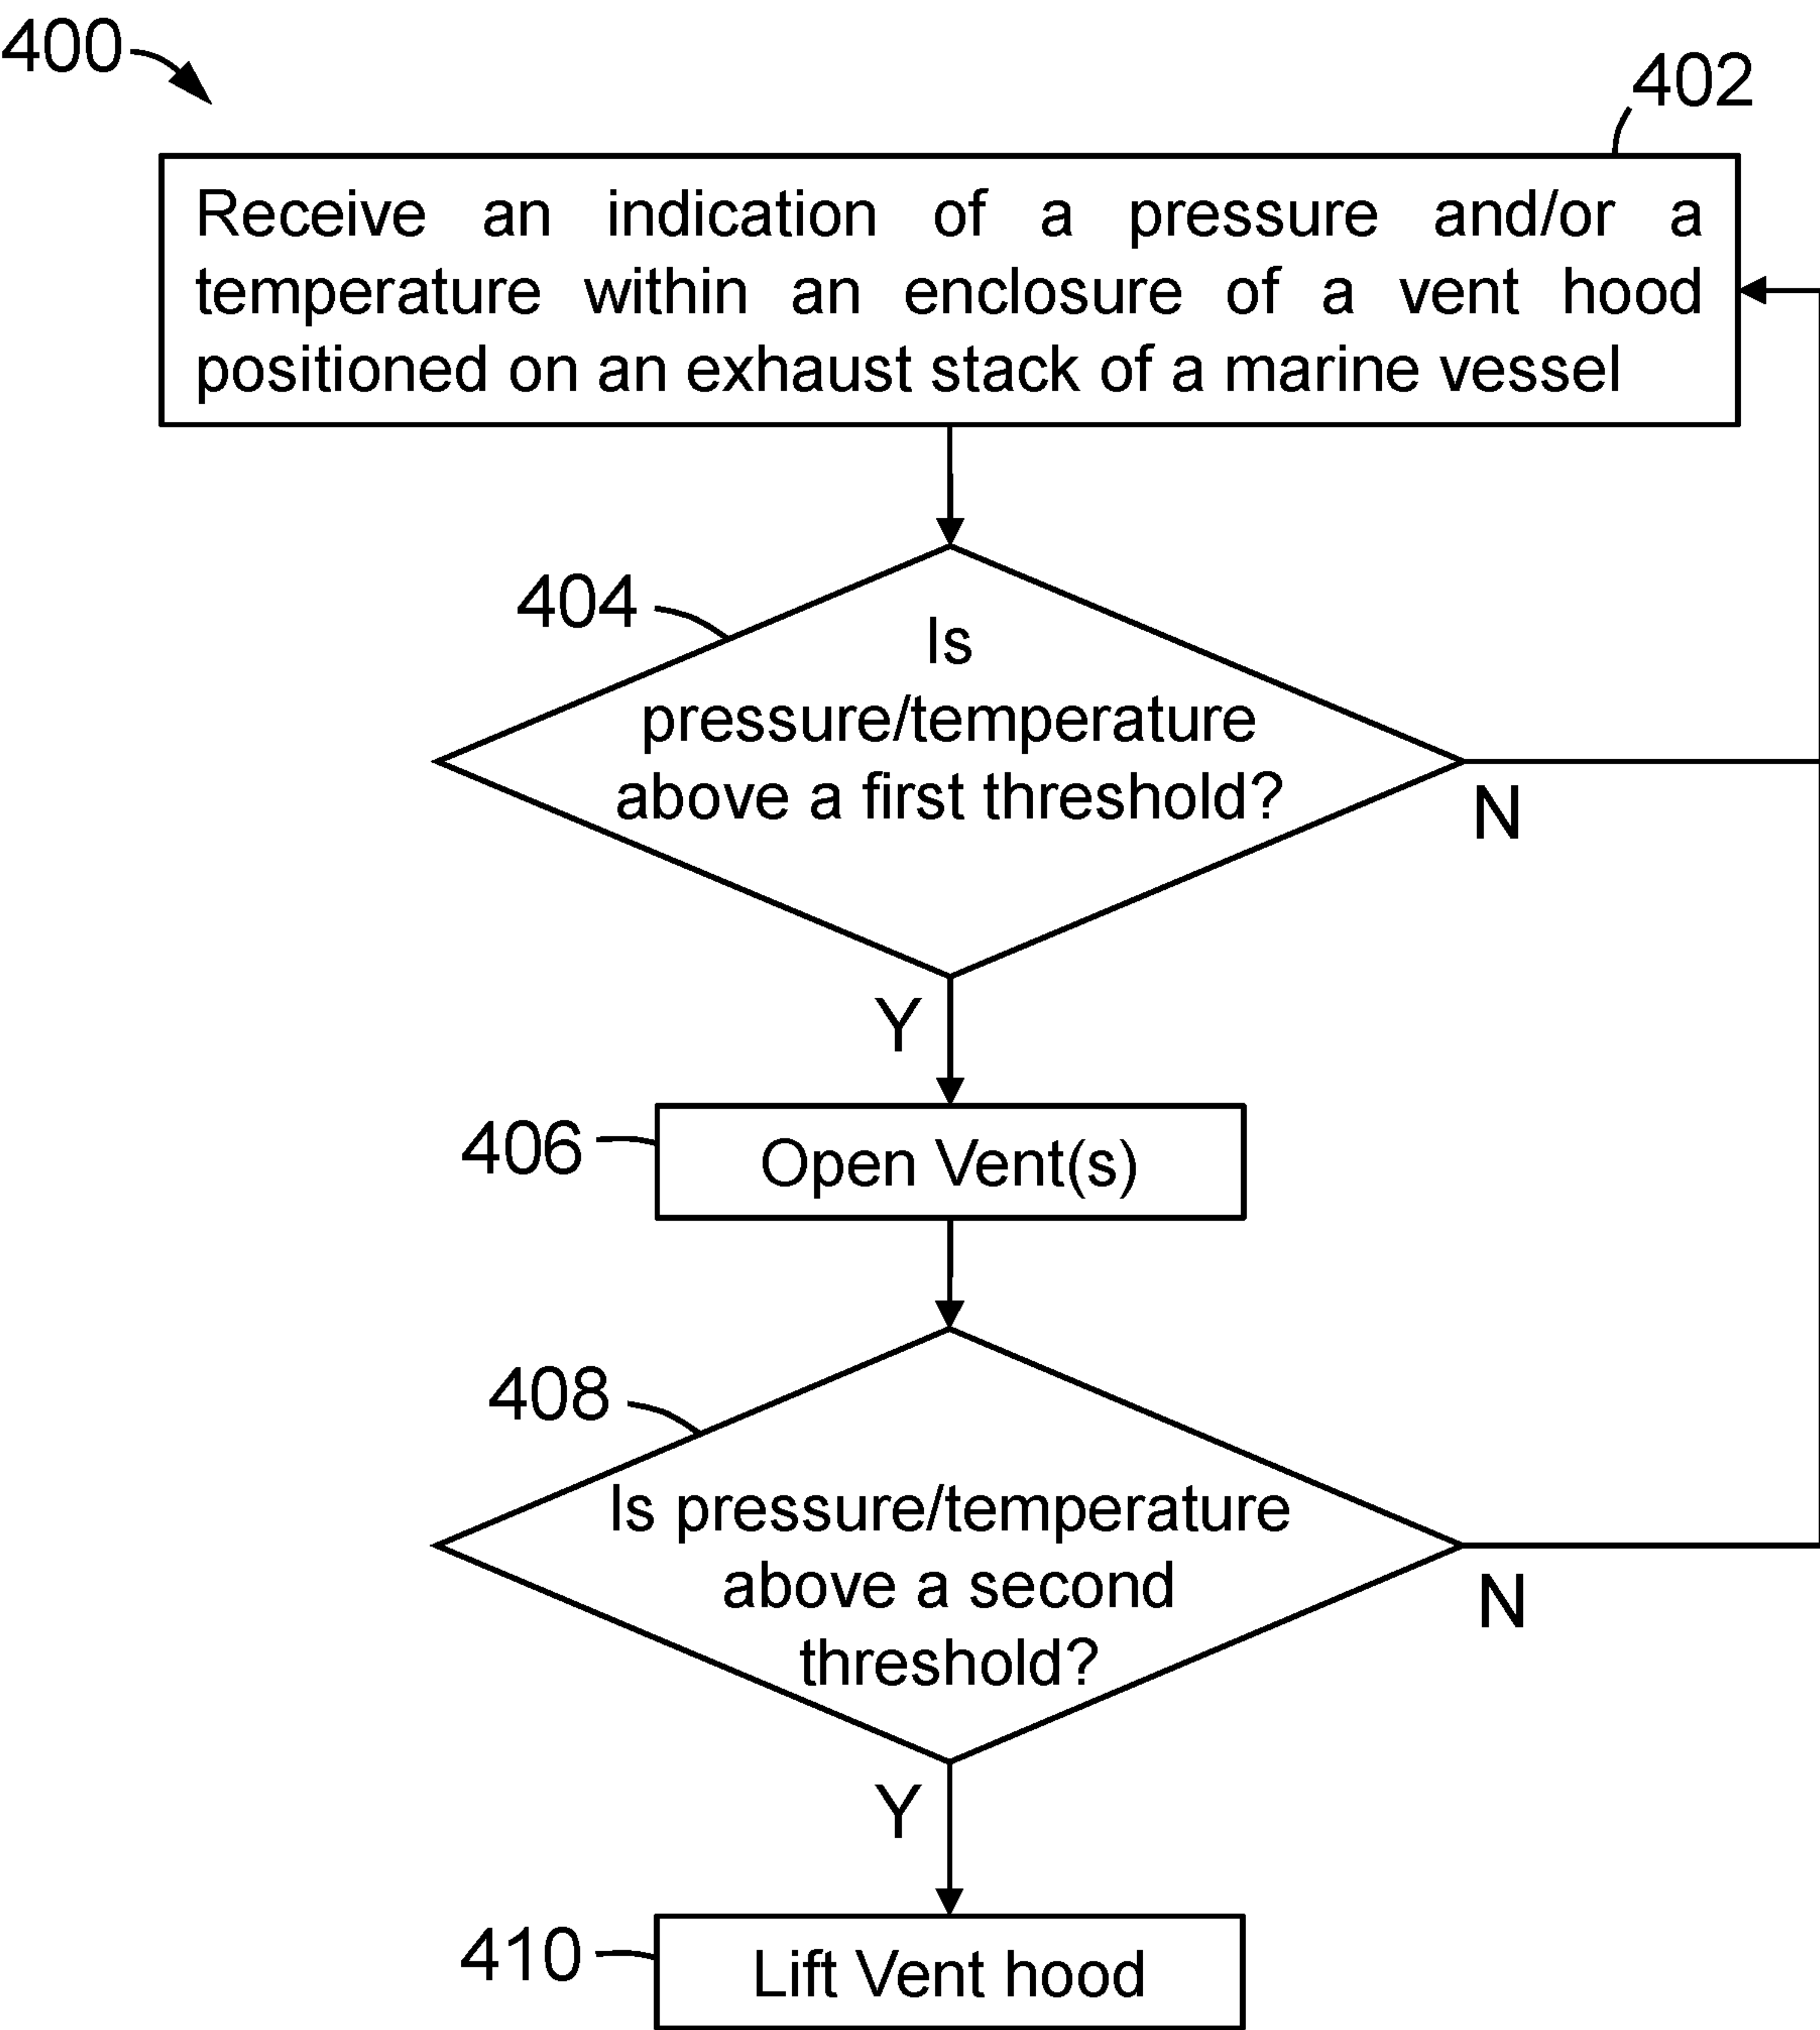 400
402
Receive an indication of a pressure and/or a
temperature within an enclosure of a vent hood
positioned on an exhaust stack of a marine vessel
404
Is
pressure/temperature
above a first threshold?
N
Y
406
Open Vent(s)
408
Is pressure/temperature
above a second
threshold?
N
Y
410
Lift Vent hood